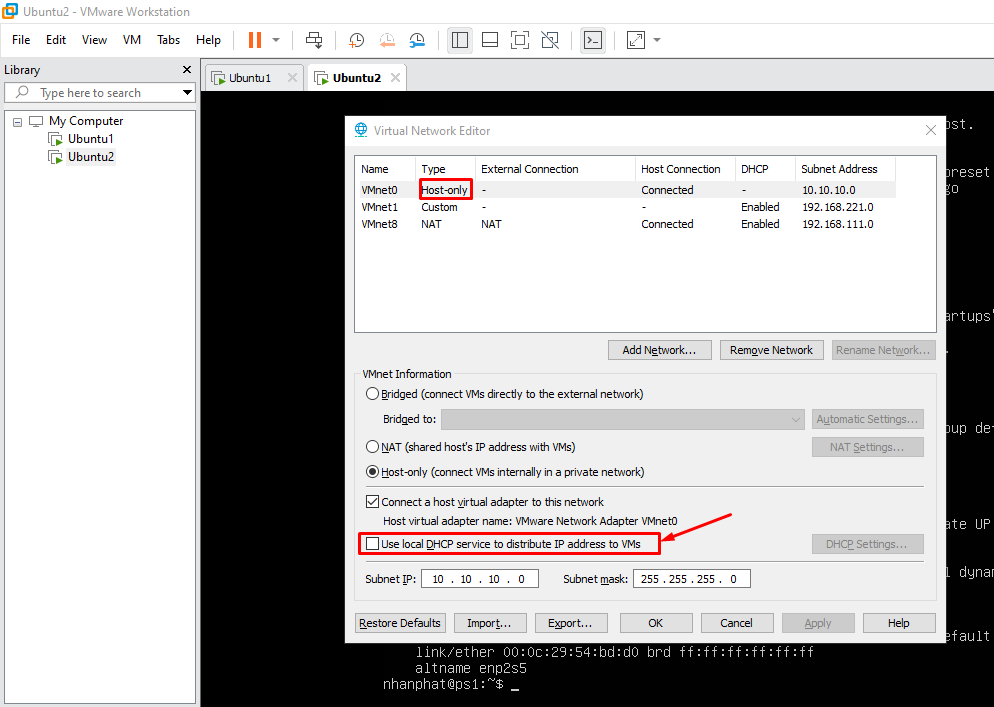 Ubuntu2 - VMware Workstation
File Edit View VM Tabs Help
Library
Type here to search
My Computer
Ubuntu1
Ubuntu2
Ubuntu1 Ubuntu2
ost.
preset
go
artups'
oup def
ate UP
l dynam
default
Virtual Network Editor
Name Type External Connection Host Connection DHCP Subnet Address
VMnet0 Host-only - Connected - 10.10.10.0
VMnet1 Custom - - Enabled 192.168.221.0
VMnet8 NAT NAT Connected Enabled 192.168.111.0
Add Network... Remove Network Rename Network...
VMnet Information
Bridged (connect VMs directly to the external network)
Bridged to: Automatic Settings...
NAT (shared host's IP address with VMs) NAT Settings...
Host-only (connect VMs internally in a private network)
Connect a host virtual adapter to this network
Host virtual adapter name: VMware Network Adapter VMnet0
Use local DHCP service to distribute IP address to VMs DHCP Settings...
Subnet IP: 10 . 10 . 10 . 0 Subnet mask: 255 . 255 . 255 . 0
Restore Defaults Import... Export... OK Cancel Apply Help
link/ether 00:0c:29:54:bd:d0 brd ff:ff:ff:ff:ff:ff
altname enp2s5
nhanphat@ps1:~$ _